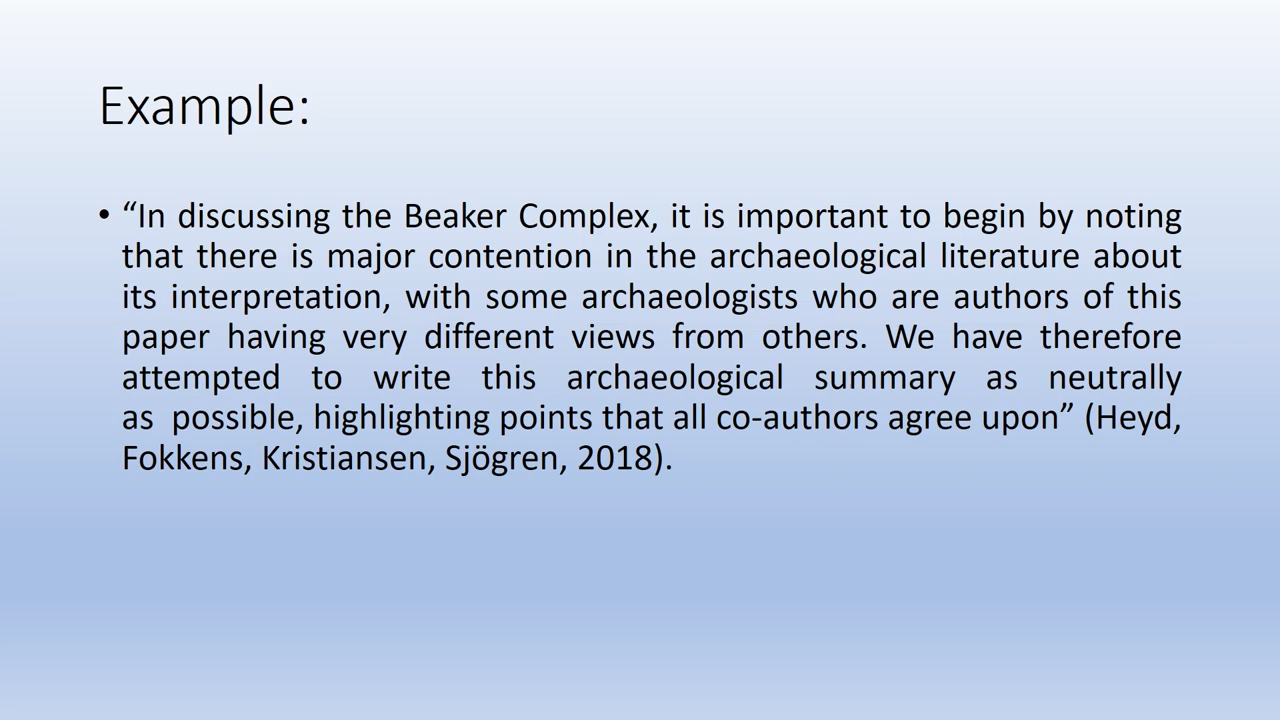 Example:
• “In discussing the Beaker Complex, it is important to begin by noting
that there is major contention in the archaeological literature about
its interpretation, with some archaeologists who are authors of this
paper having very different views from others. We have therefore
attempted to write this archaeological summary as neutrally
as  possible, highlighting points that all co-authors agree upon” (Heyd,
Fokkens, Kristiansen, Sjögren, 2018).